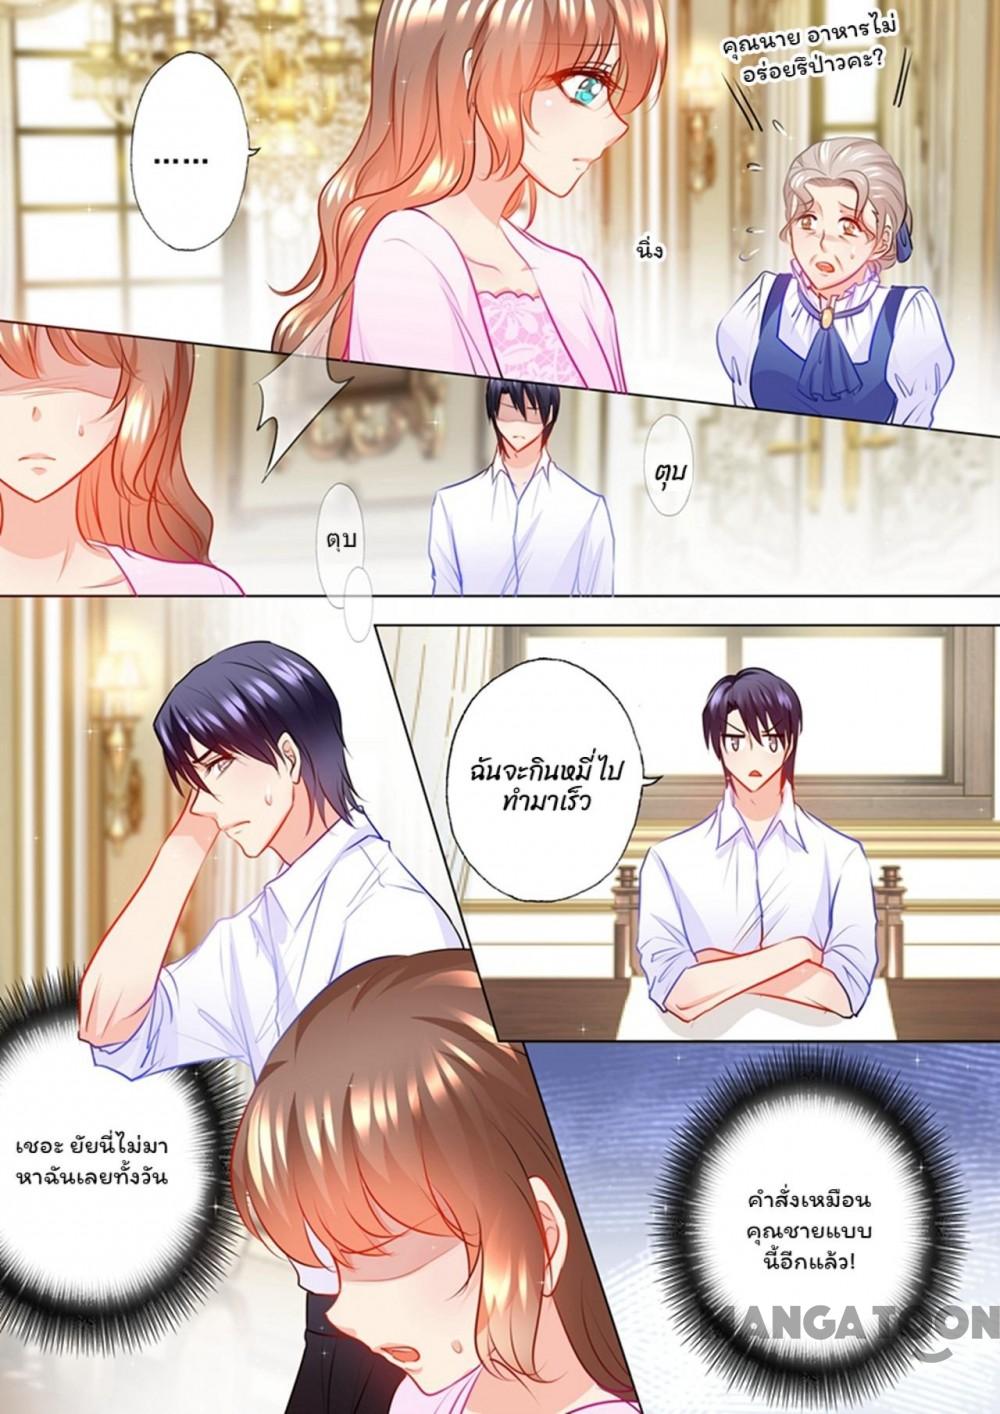 คุณนาย อาหารไม่
อร่อยรึป่าวคะ?
……
นิ่ง
ตุบ
ตุบ
ฉันจะกินหมี่ ไป
ทำมาเร็ว
เชอะ ยัยนี่ไม่มา
หาฉันเลยทั้งวัน
คำสั่งเหมือน
คุณชายแบบ
นี้อีกแล้ว!
MANGATOON